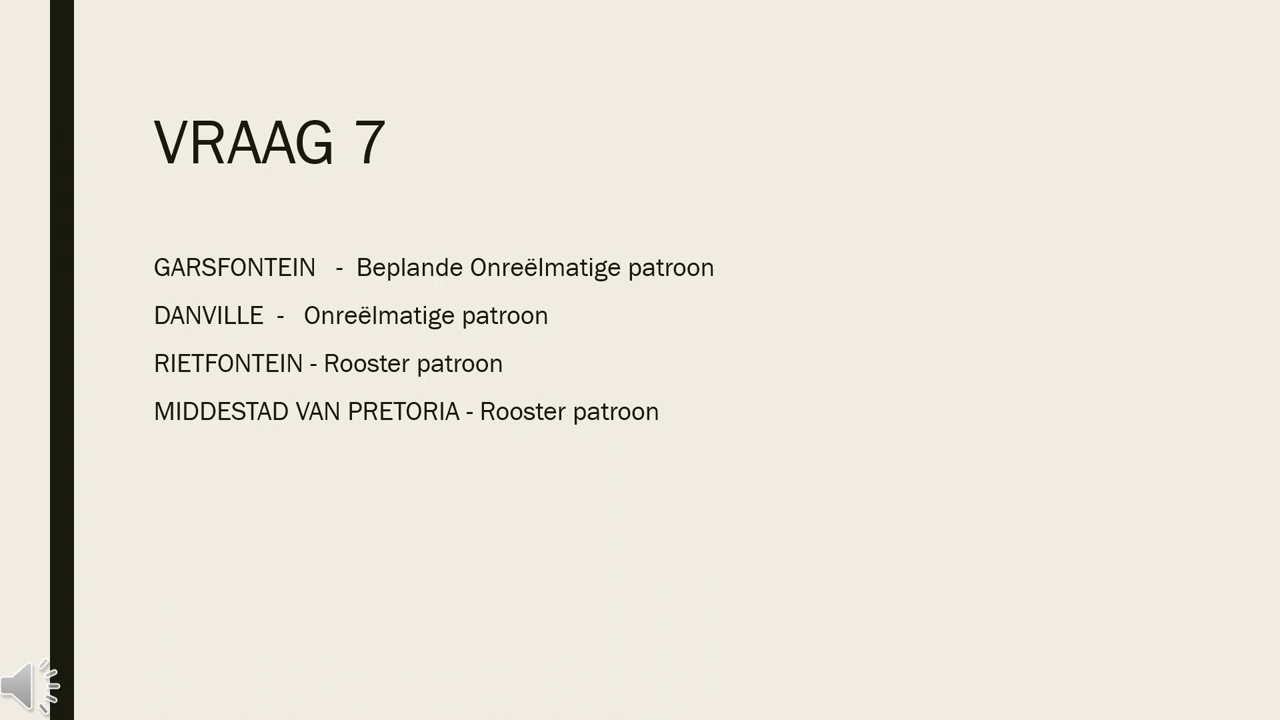 VRAAG 7
GARSFONTEIN - Beplande Onreëlmatige patroon
DANVILLE - Onreëlmatige patroon
RIETFONTEIN - Rooster patroon
MIDDESTAD VAN PRETORIA - Rooster patroon